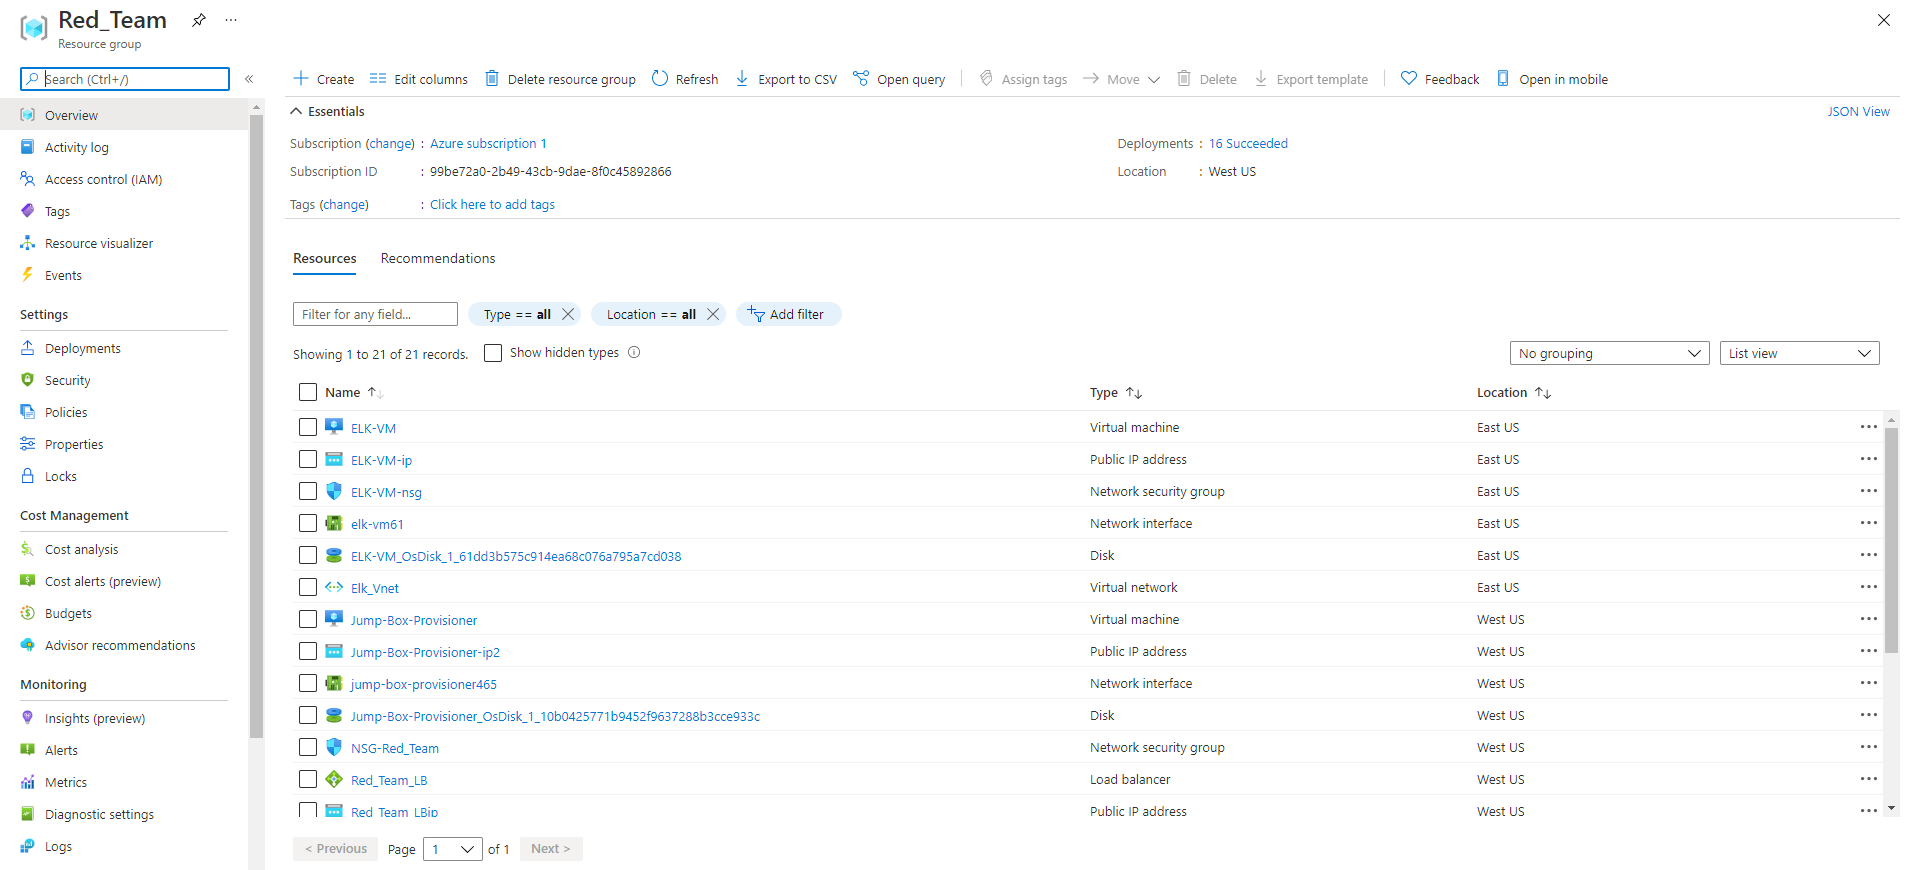 Red_Team
Resource group
Search (Ctrl+/)
Overview
Activity log
Access control (IAM)
Tags
Resource visualizer
Events
Settings
Deployments
Security
Policies
Properties
Locks
Cost Management
Cost analysis
Cost alerts (preview)
Budgets
Advisor recommendations
Monitoring
Insights (preview)
Alerts
Metrics
Diagnostic settings
Logs
Create Edit columns Delete resource group Refresh Export to CSV Open query Assign tags Move Delete Export template Feedback Open in mobile
Essentials JSON View
Subscription (change) : Azure subscription 1 Deployments : 16 Succeeded
Subscription ID : 99be72a0-2b49-43cb-9dae-8f0c45892866 Location : West US
Tags (change) : Click here to add tags
Resources Recommendations
Filter for any field... Type == all Location == all Add filter
Showing 1 to 21 of 21 records. Show hidden types No grouping List view
Name Type Location
ELK-VM Virtual machine East US
ELK-VM-ip Public IP address East US
ELK-VM-nsg Network security group East US
elk-vm61 Network interface East US
ELK-VM_OsDisk_1_61dd3b575c914ea68c076a795a7cd038 Disk East US
Elk_Vnet Virtual network East US
Jump-Box-Provisioner Virtual machine West US
Jump-Box-Provisioner-ip2 Public IP address West US
jump-box-provisioner465 Network interface West US
Jump-Box-Provisioner_OsDisk_1_10b0425771b9452f9637288b3cce933c Disk West US
NSG-Red_Team Network security group West US
Red_Team_LB Load balancer West US
Red_Team_LBip Public IP address West US
< Previous Page 1 of 1 Next >